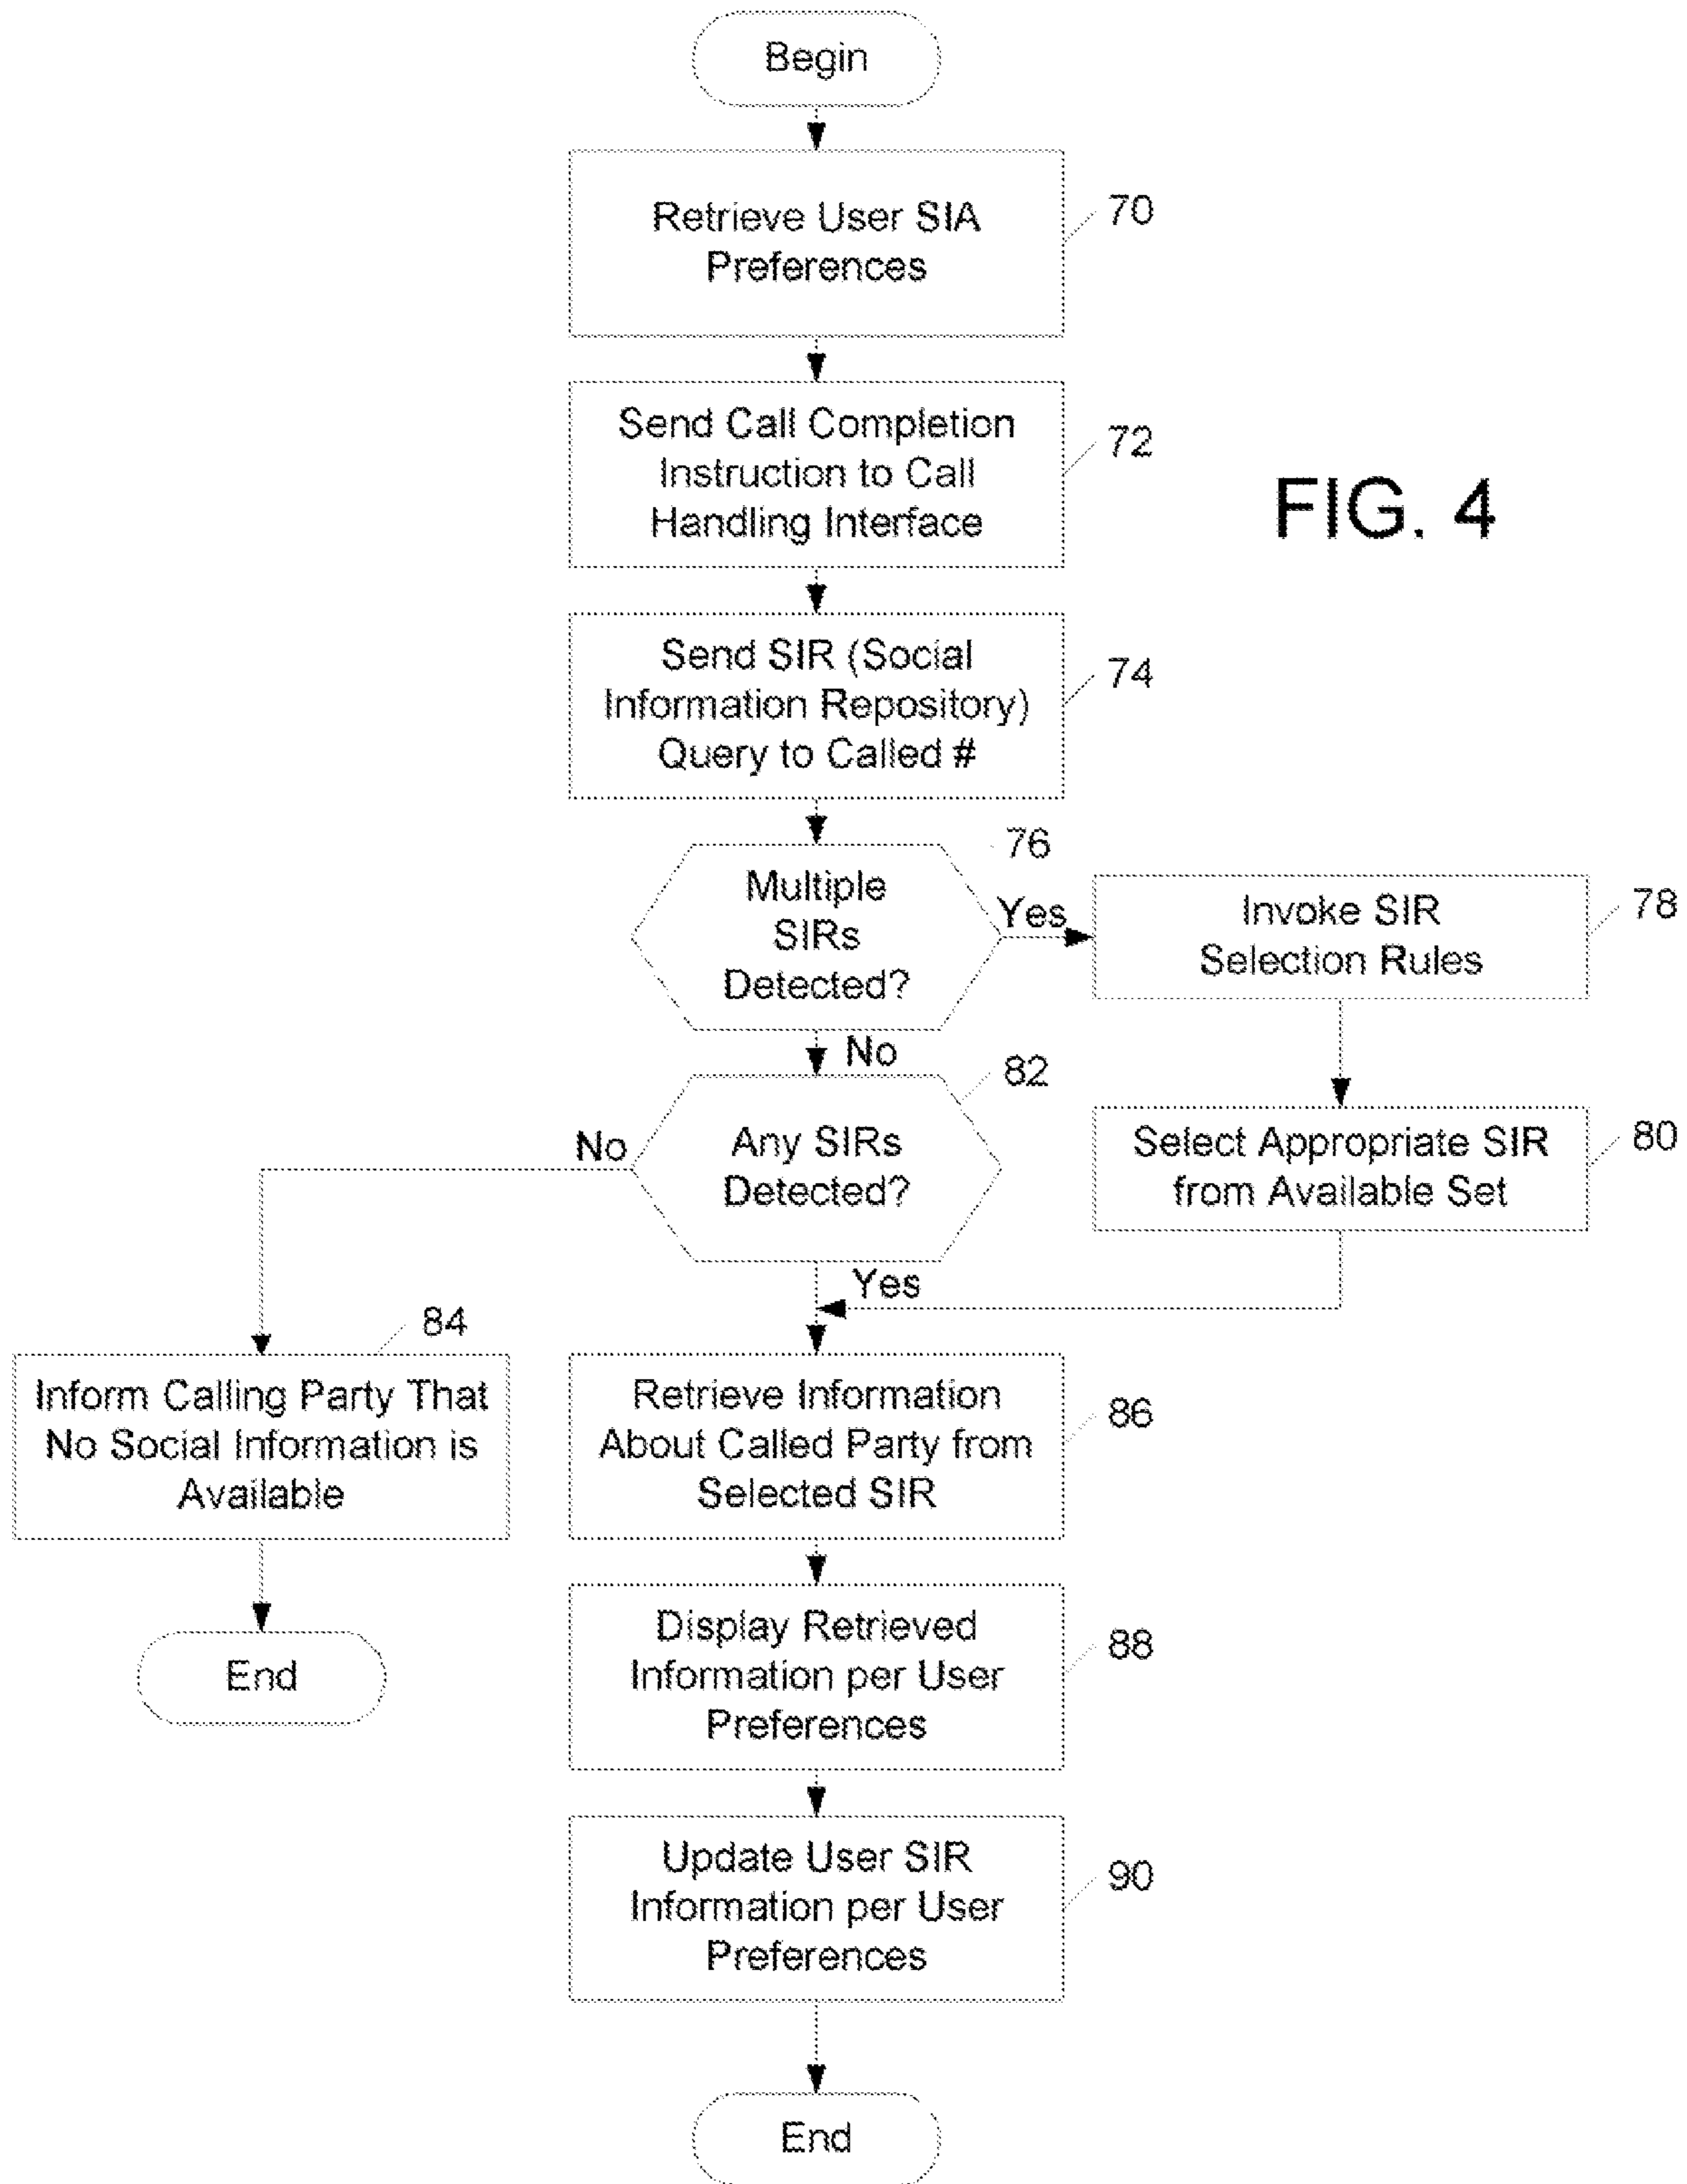 Begin
Retrieve User SIA
Preferences
70
Send Call Completion
Instruction to Call
Handling Interface
72
FIG. 4
Send SIR (Social
Information Repository)
Query to Called #
74
76
Multiple
SIRs
Detected?
Yes
Invoke SIR
Selection Rules
78
No
82
Any SIRs
Detected?
No
Select Appropriate SIR
from Available Set
80
Yes
84
Inform Calling Party That
No Social Information is
Available
Retrieve Information
About Called Party from
Selected SIR
86
End
Display Retrieved
Information per User
Preferences
88
Update User SIR
Information per User
Preferences
90
End